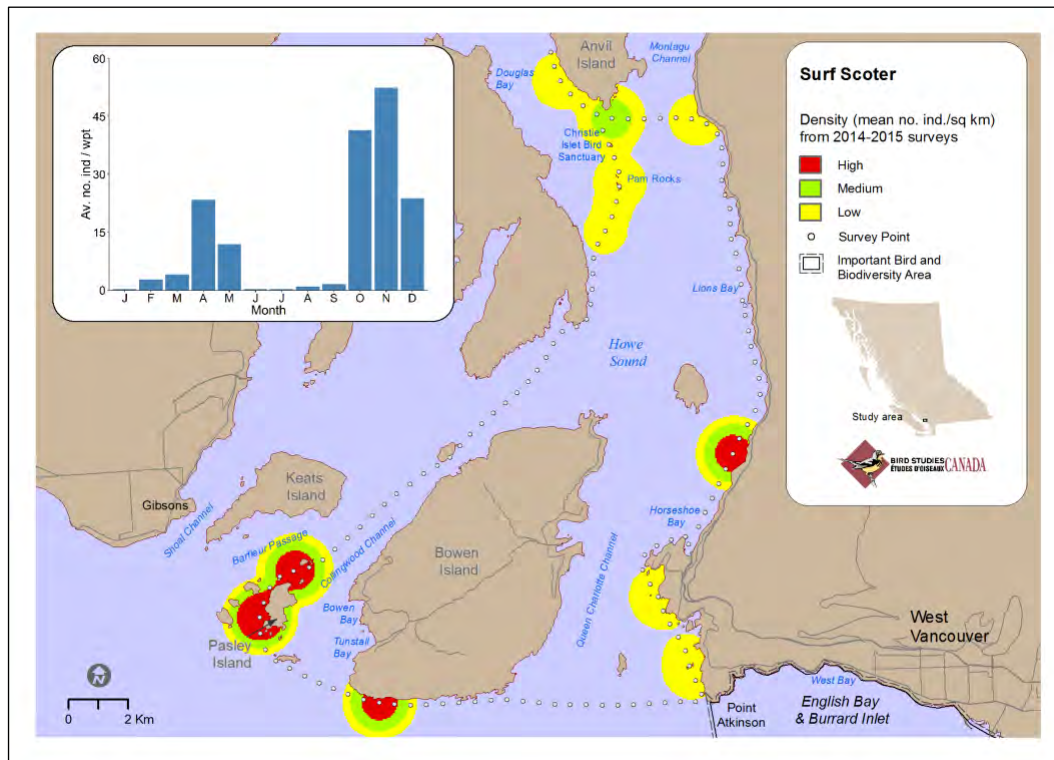 60
45
30
15
0
Av. no. ind / wpt
J F M A M J J A S O N D
Month
Anvil
Island
Montagu
Channel
Douglas
Bay
Christie
Islet Bird
Sanctuary
Pam Rocks
Lions Bay
Howe
Sound
Keats
Island
Gibsons
Shoal Channel
Barfleur Passage
Collingwood Channel
Bowen
Island
Bowen
Bay
Tunstall
Bay
Pasley
Island
Horseshoe
Bay
Queen Charlotte Channel
West
Vancouver
West Bay
Point
Atkinson
English Bay
& Burrard Inlet
N
0 2 Km
Surf Scoter
Density (mean no. ind./sq km)
from 2014-2015 surveys
High
Medium
Low
Survey Point
Important Bird and
Biodiversity Area
Study area
BIRD STUDIES
ÉTUDES D'OISEAUX CANADA